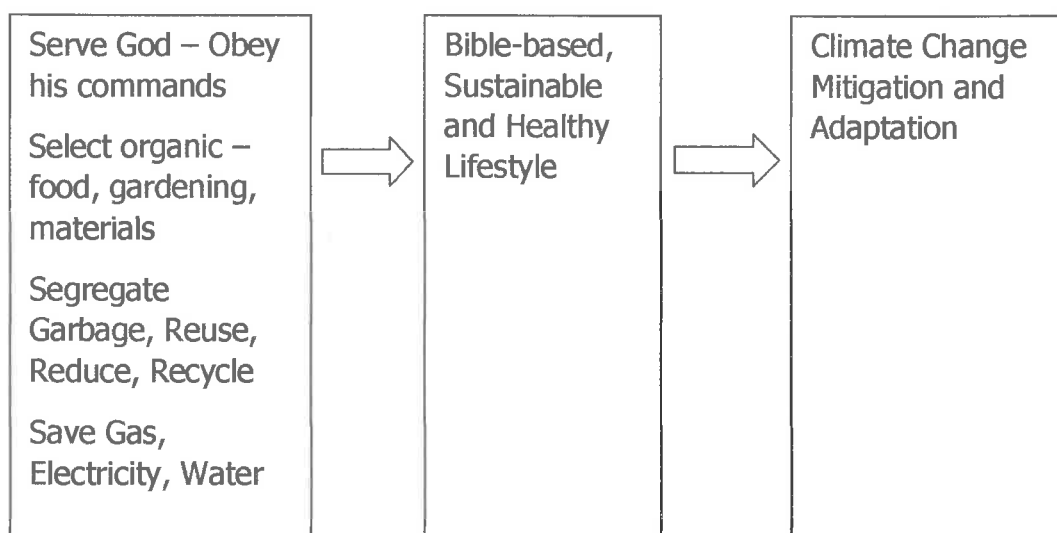 Serve God – Obey
his commands
Select organic –
food, gardening,
materials
Segregate
Garbage, Reuse,
Reduce, Recycle
Save Gas,
Electricity, Water
Bible-based,
Sustainable
and Healthy
Lifestyle
Climate Change
Mitigation and
Adaptation